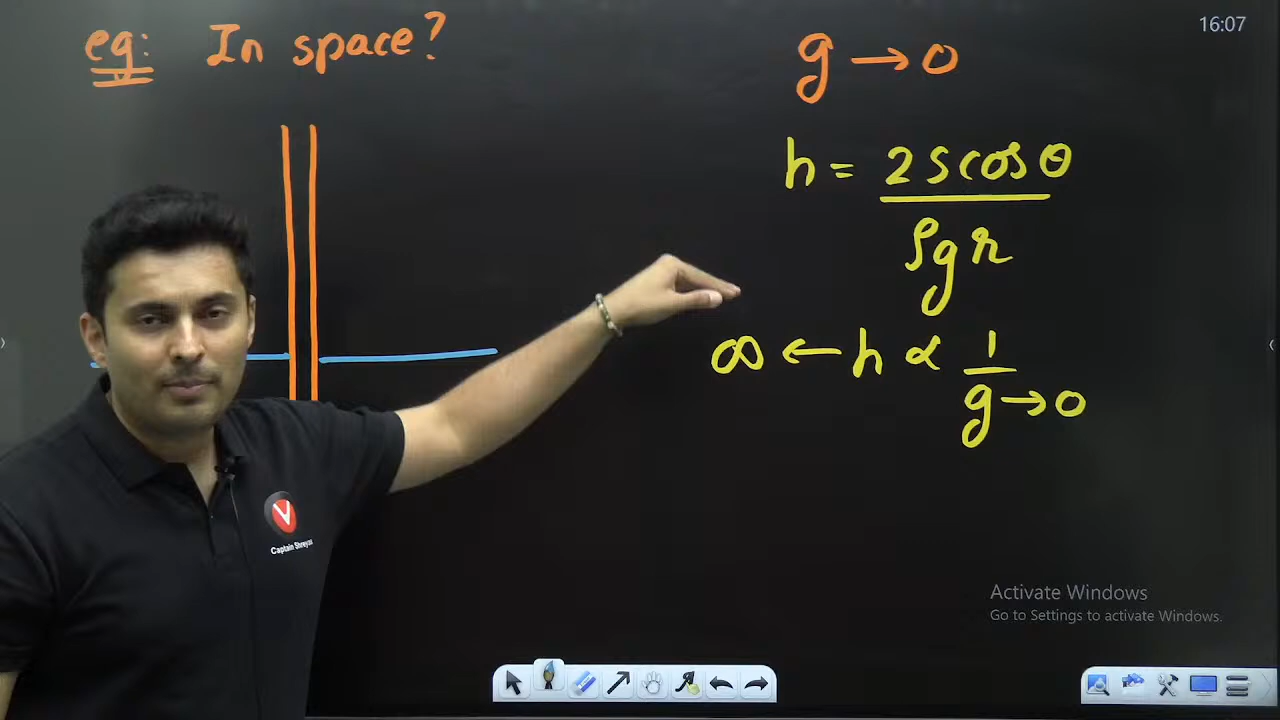 16:07
eg: In space?
g → 0
h = 2scosθ
ρgr
∞ ← h ∝ 1
g → 0
V
Captain Shreyas
Activate Windows
Go to Settings to activate Windows.